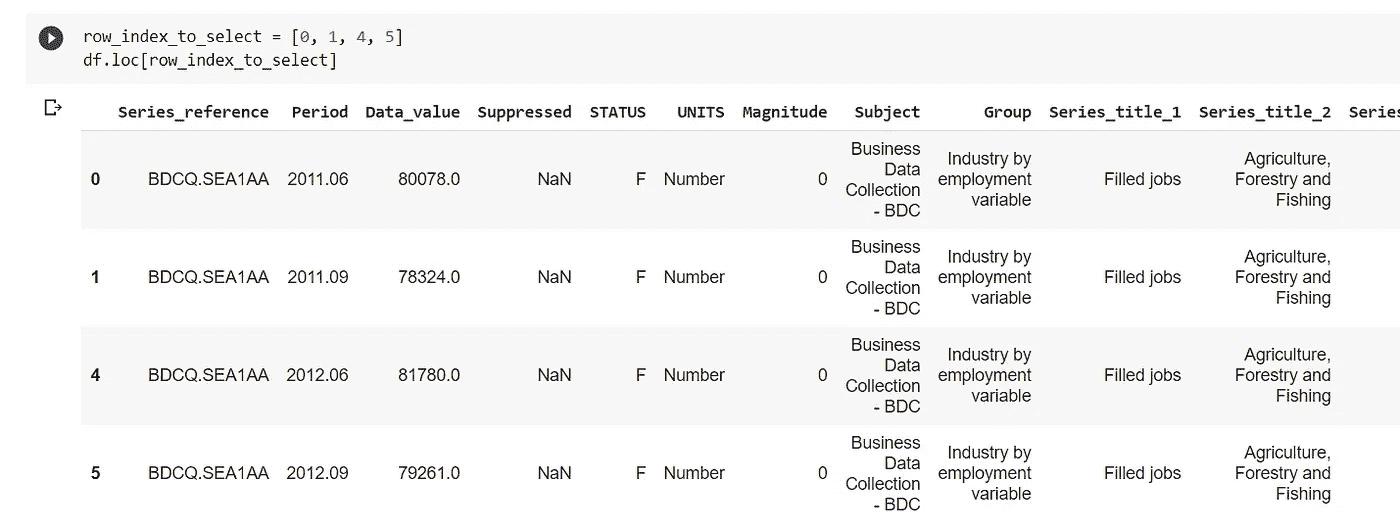 row_index_to_select = [0, 1, 4, 5]
df.loc[row_index_to_select]
Series_reference Period Data_value Suppressed STATUS UNITS Magnitude Subject Group Series_title_1 Series_title_2 Series
0 BDCQ.SEA1AA 2011.06 80078.0 NaN F Number 0 Business Data Collection - BDC Industry by employment variable Filled jobs Agriculture, Forestry and Fishing
1 BDCQ.SEA1AA 2011.09 78324.0 NaN F Number 0 Business Data Collection - BDC Industry by employment variable Filled jobs Agriculture, Forestry and Fishing
4 BDCQ.SEA1AA 2012.06 81780.0 NaN F Number 0 Business Data Collection - BDC Industry by employment variable Filled jobs Agriculture, Forestry and Fishing
5 BDCQ.SEA1AA 2012.09 79261.0 NaN F Number 0 Business Data Collection - BDC Industry by employment variable Filled jobs Agriculture, Forestry and Fishing